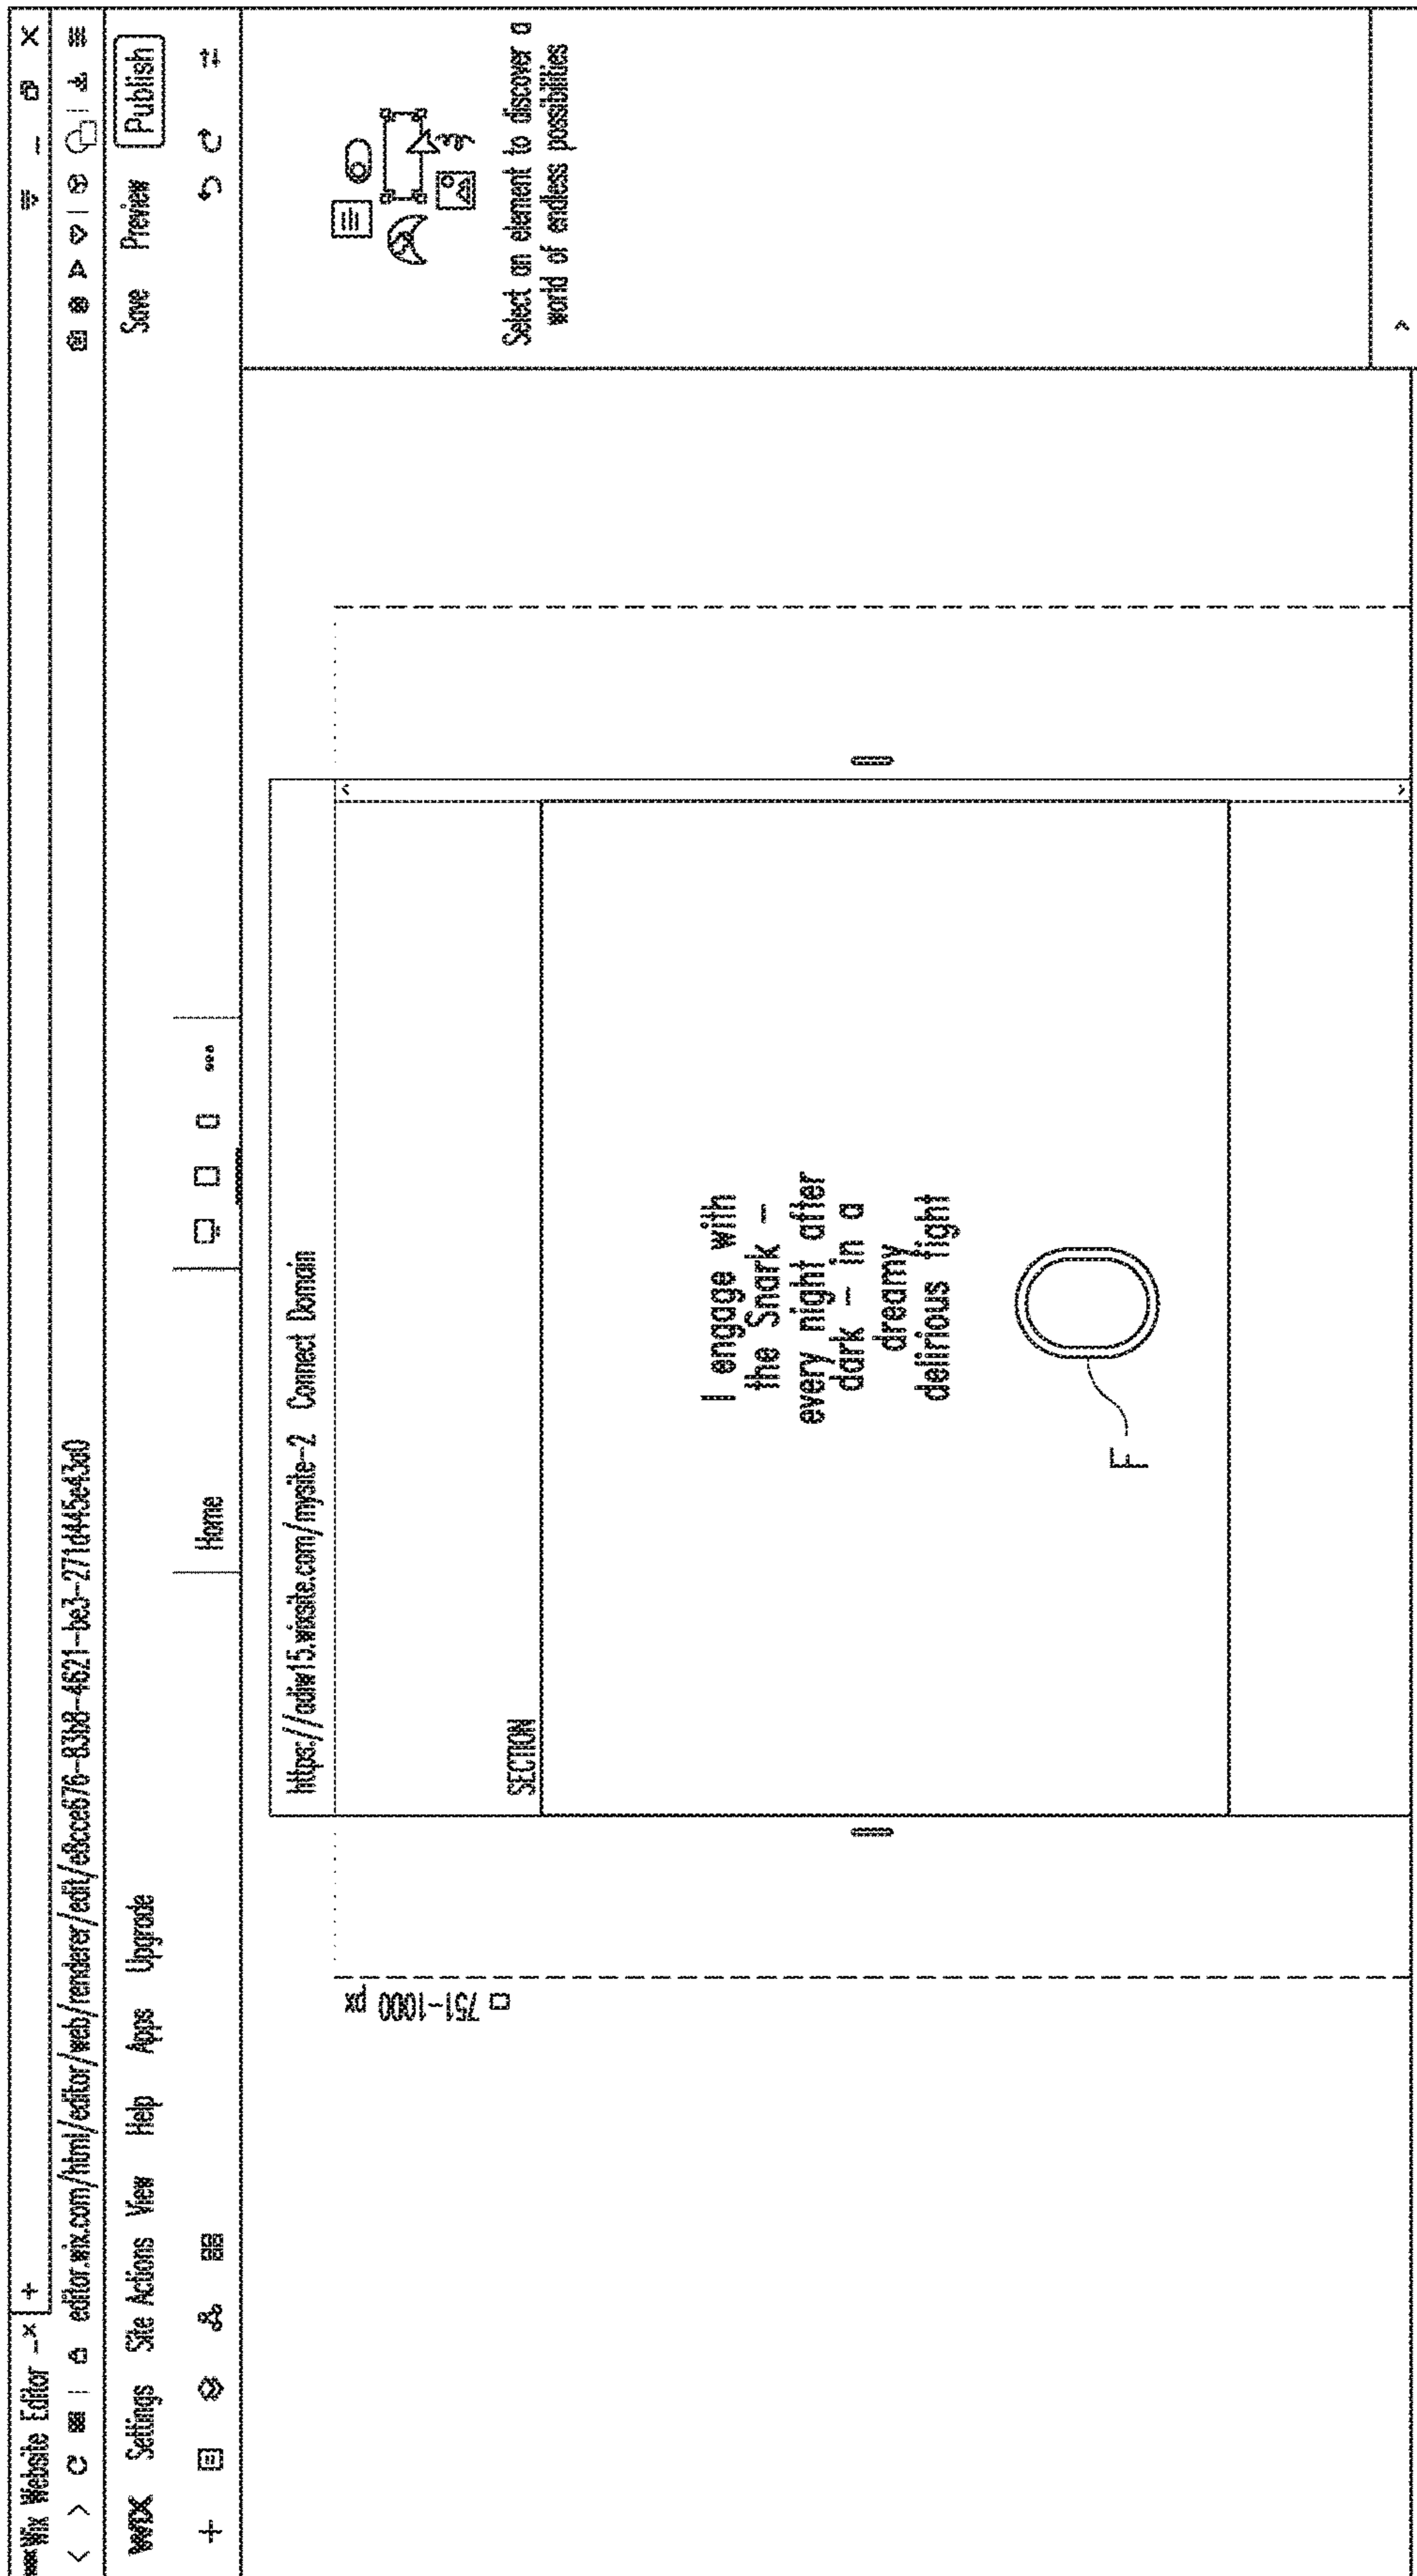 Wix Website Editor
editor.wix.com/html/editor/web/renderer/edit/e8cce676-83b8-4621-be3-271d445e43a0
WIX Settings Site Actions View Help Apps Upgrade Save Preview Publish
Home
https://adiw15.wixsite.com/mysite-2 Connect Domain
751-1000 px
SECTION
I engage with
the Snark –
every night after
dark – in a
dreamy
delirious fight
F
Select an element to discover a
world of endless possibilities